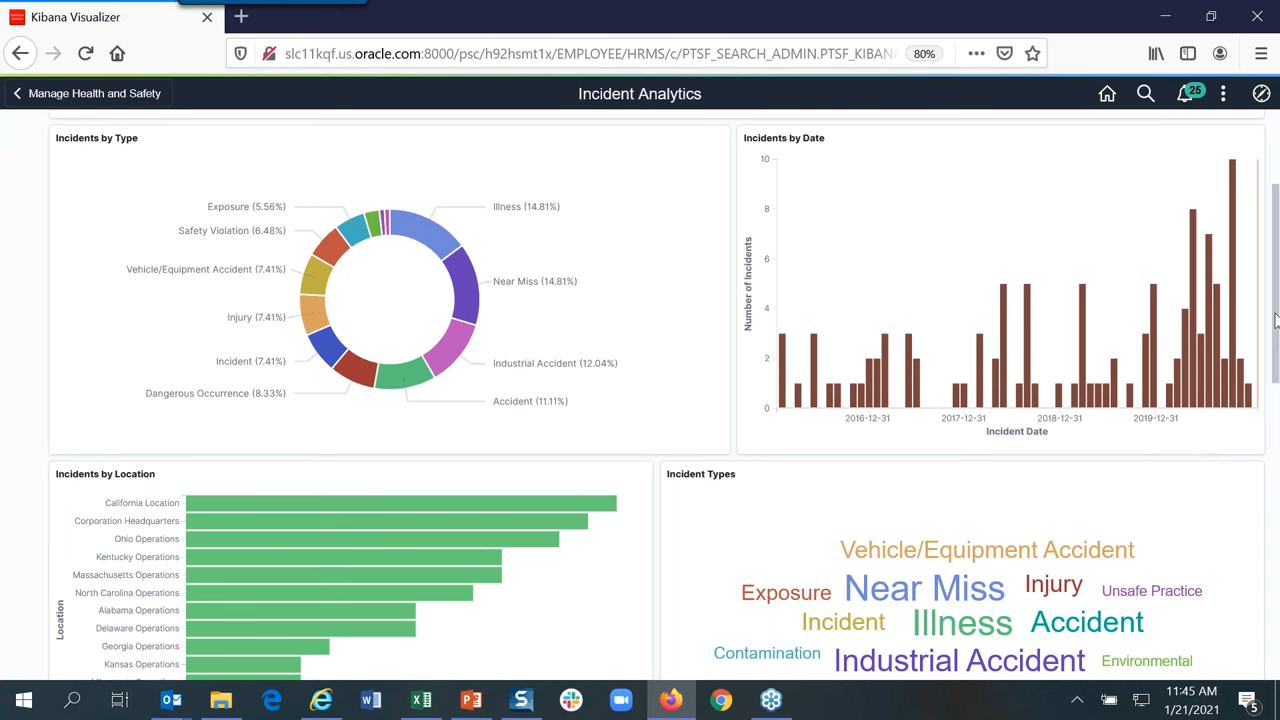 Kibana Visualizer
slc11kqf.us.oracle.com:8000/psc/h92hsmt1x/EMPLOYEE/HRMS/c/PTSF_SEARCH_ADMIN.PTSF_KIBAN
80%
Manage Health and Safety
Incident Analytics
25
Incidents by Type
Exposure (5.56%)
Safety Violation (6.48%)
Vehicle/Equipment Accident (7.41%)
Injury (7.41%)
Incident (7.41%)
Dangerous Occurrence (8.33%)
Illness (14.81%)
Near Miss (14.81%)
Industrial Accident (12.04%)
Accident (11.11%)
Incidents by Date
Number of Incidents
10
8
6
4
2
0
2016-12-31 2017-12-31 2018-12-31 2019-12-31
Incident Date
Incidents by Location
Location
California Location
Corporation Headquarters
Ohio Operations
Kentucky Operations
Massachusetts Operations
North Carolina Operations
Alabama Operations
Delaware Operations
Georgia Operations
Kansas Operations
Incident Types
Vehicle/Equipment Accident
Exposure Near Miss Injury Unsafe Practice
Incident Illness Accident
Contamination Industrial Accident Environmental
11:45 AM
1/21/2021
5